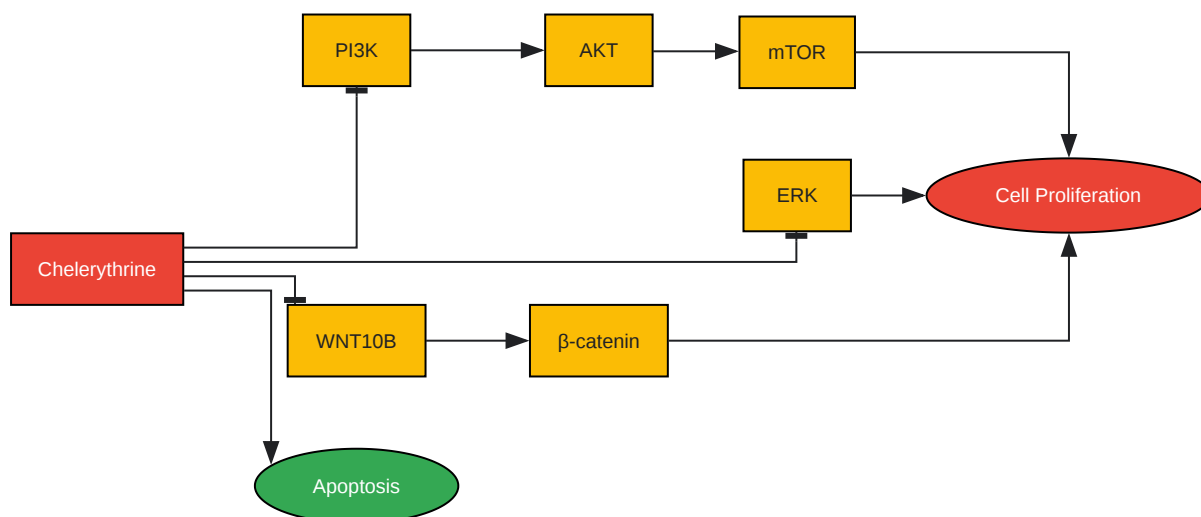 PI3K
AKT
mTOR
ERK
Cell Proliferation
Chelerythrine
WNT10B
β-catenin
Apoptosis